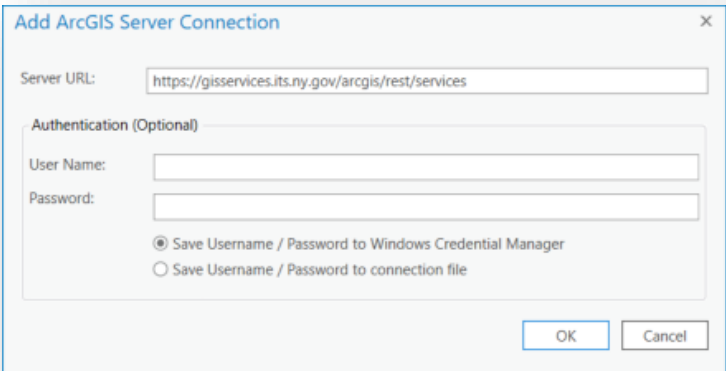 Add ArcGIS Server Connection
Server URL: https://gisservices.its.ny.gov/arcgis/rest/services
Authentication (Optional)
User Name:
Password:
Save Username / Password to Windows Credential Manager
Save Username / Password to connection file
OK Cancel